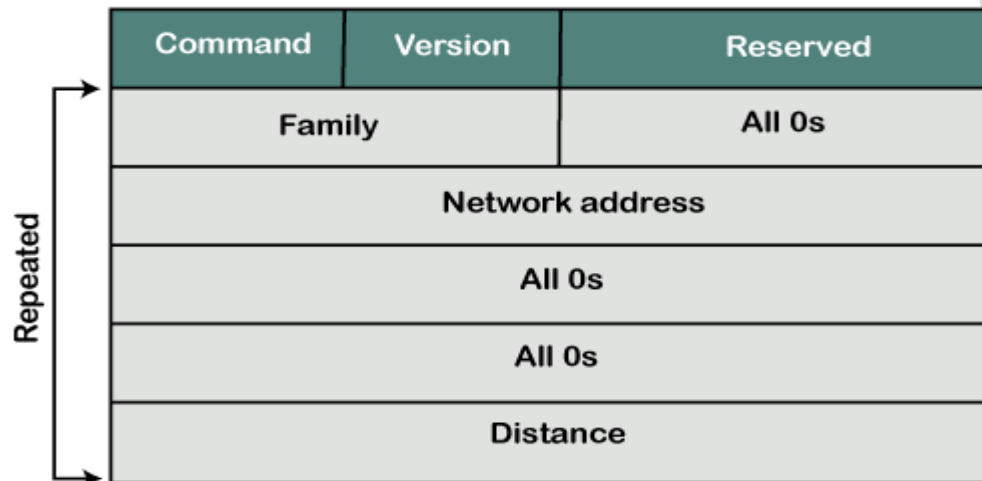 Command Version Reserved
Family All 0s
Network address
All 0s
All 0s
Distance
Repeated